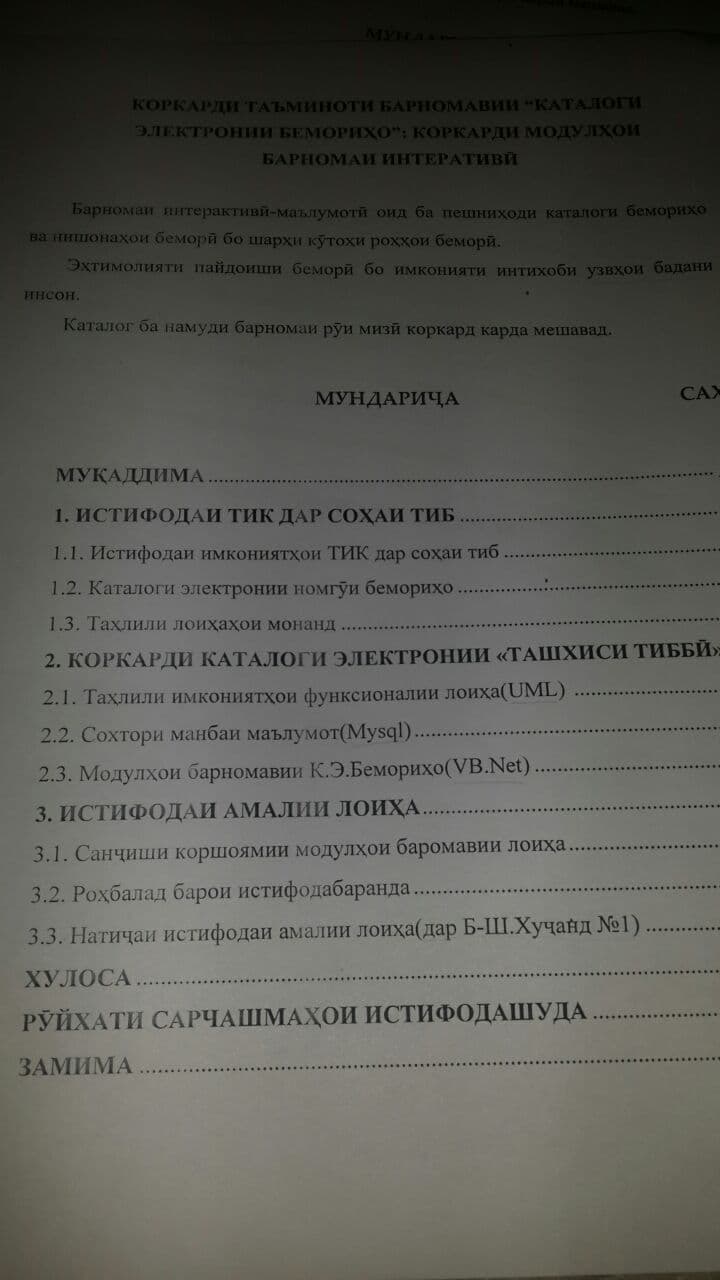 МУНДАР
КОРКАРДИ ТАЪМИНОТИ БАРНОМАВИИ “КАТАЛОГИ
ЭЛЕКТРОНИИ БЕМОРИҲО”: КОРКАРДИ МОДУЛҲОИ
БАРНОМАИ ИНТЕРАТИВӢ
Барномаи интерактивӣ-маълумотӣ оид ба пешниҳоди каталоги бемориҳо
ва нишонаҳои беморӣ бо шарҳи кӯтоҳи роҳҳои беморӣ.
Эҳтимолияти пайдоиши беморӣ бо имконияти интихоби узвҳои бадани
инсон.
Каталог ба намуди барномаи рӯи мизӣ коркард карда мешавад.
МУНДАРИҶА САҲ
МУҚАДДИМА
1. ИСТИФОДАИ ТИК ДАР СОҲАИ ТИБ
1.1. Истифодаи имкониятҳои ТИК дар соҳаи тиб
1.2. Каталоги электронии номгӯи бемориҳо
1.3. Таҳлили лоиҳаҳои монанд
2. КОРКАРДИ КАТАЛОГИ ЭЛЕКТРОНИИ «ТАШХИСИ ТИББӢ»
2.1. Таҳлили имкониятҳои функсионалии лоиҳа(UML)
2.2. Сохтори манбаи маълумот(Mysql)
2.3. Модулҳои барномавии К.Э.Бемориҳо(VB.Net)
3. ИСТИФОДАИ АМАЛИИ ЛОИҲА
3.1. Санҷиши коршоямии модулҳои баромавии лоиҳа
3.2. Роҳбалад барои истифодабаранда
3.3. Натиҷаи истифодаи амалии лоиҳа(дар Б-Ш.Хуҷанд №1)
ХУЛОСА
РӮЙХАТИ САРЧАШМАҲОИ ИСТИФОДАШУДА
ЗАМИМА